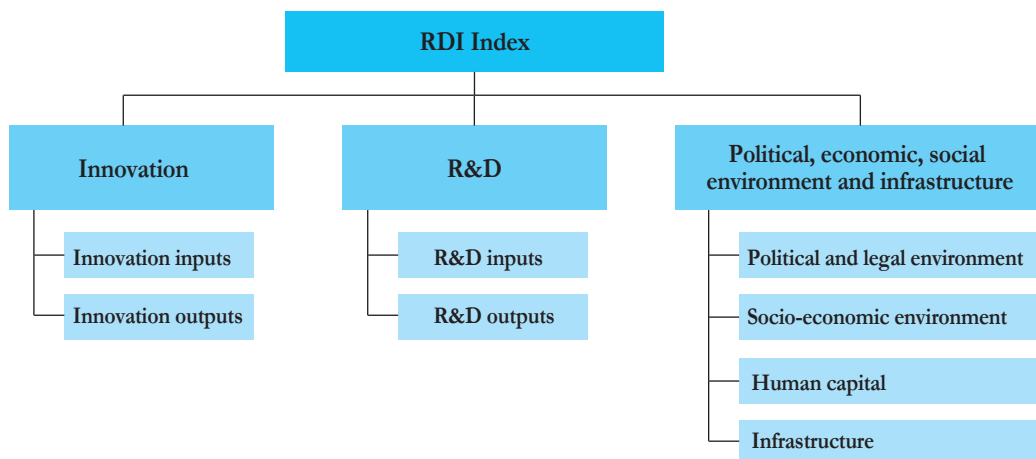 RDI Index
Innovation
Innovation inputs
Innovation outputs
R&D
R&D inputs
R&D outputs
Political, economic, social
environment and infrastructure
Political and legal environment
Socio-economic environment
Human capital
Infrastructure